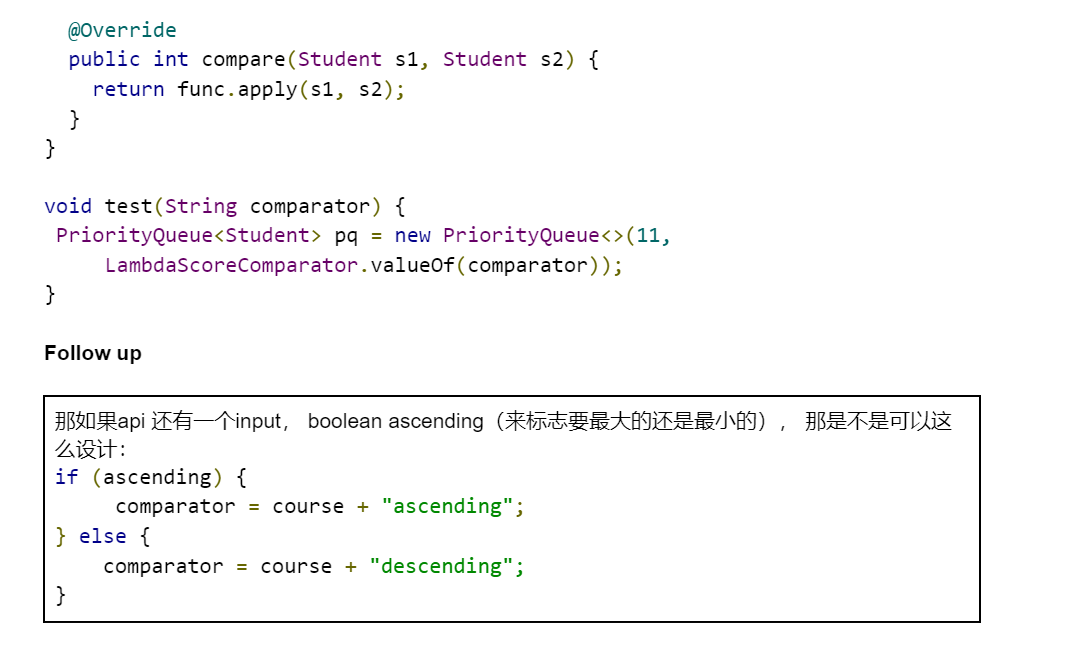 @Override
public int compare(Student s1, Student s2) {
return func.apply(s1, s2);
}
}
void test(String comparator) {
PriorityQueue<Student> pq = new PriorityQueue<>(11,
LambdaScoreComparator.valueOf(comparator));
}
Follow up
那如果api 还有一个input， boolean ascending（来标志要最大的还是最小的）， 那是不是可以这
么设计：
if (ascending) {
comparator = course + "ascending";
} else {
comparator = course + "descending";
}